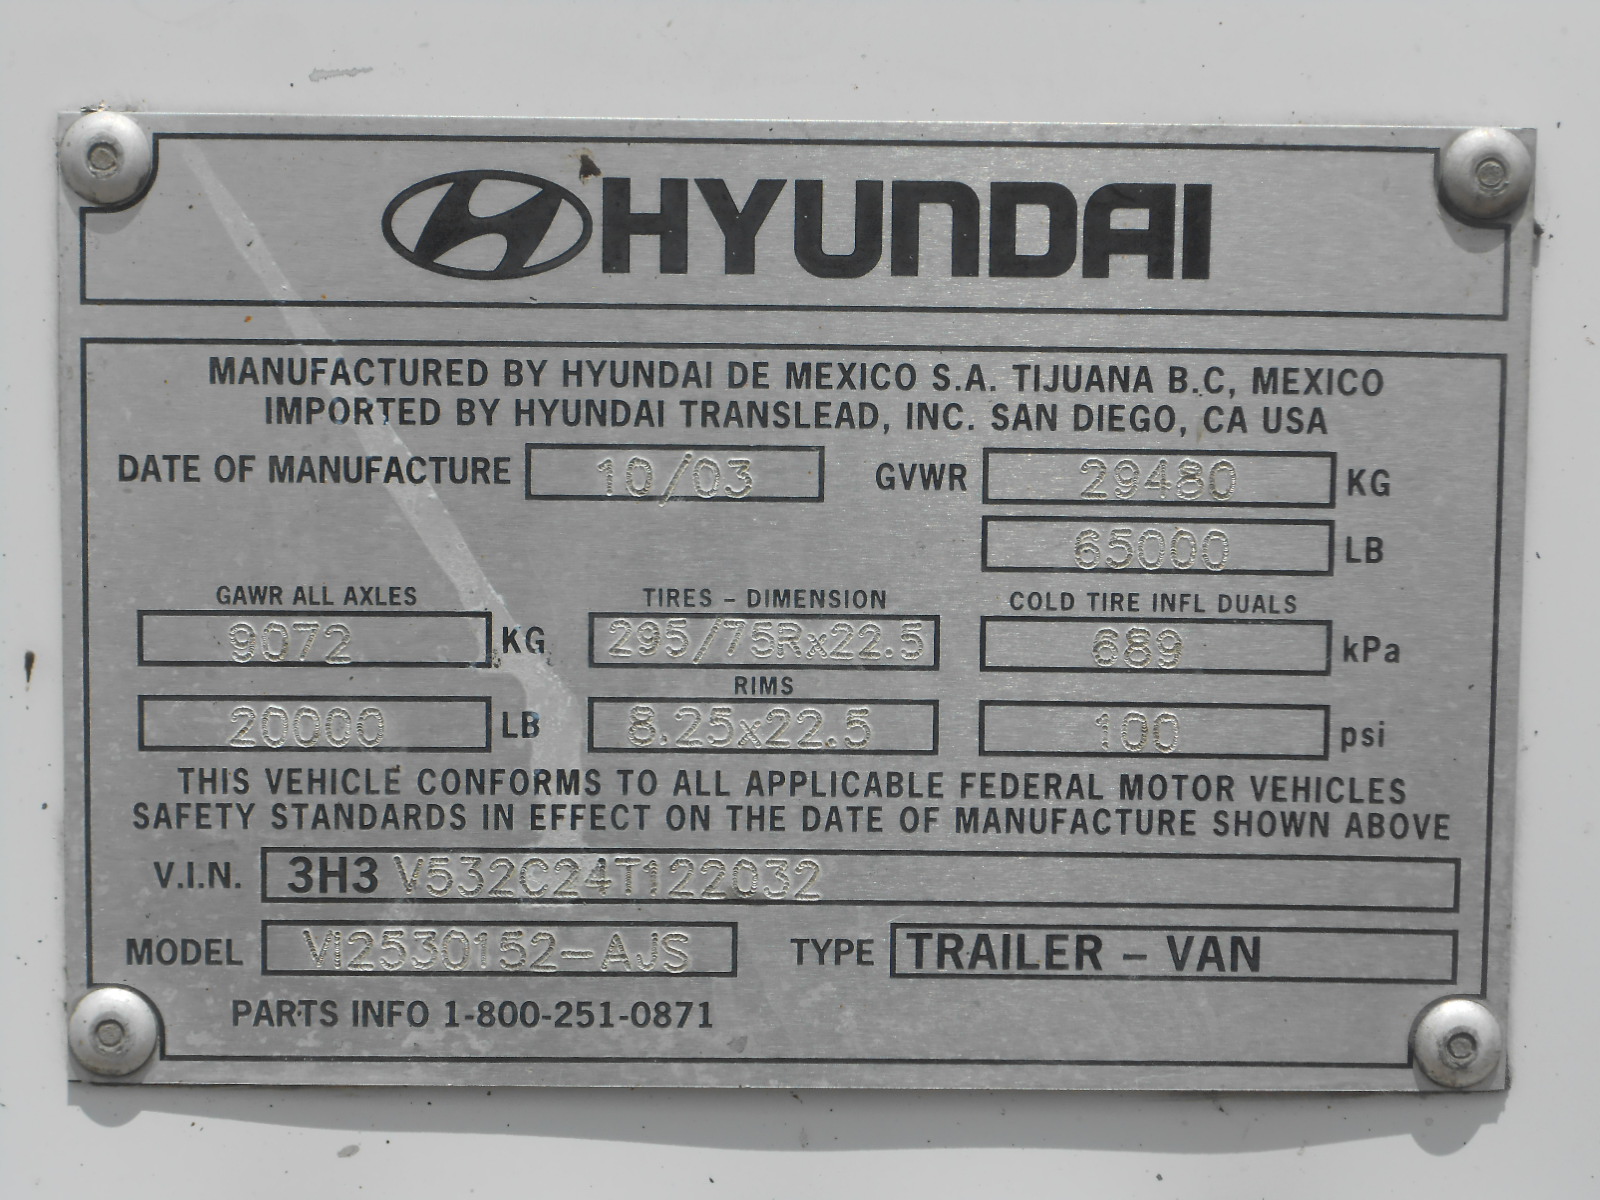 HYUNDAI
MANUFACTURED BY HYUNDAI DE MEXICO S.A. TIJUANA B.C, MEXICO
IMPORTED BY HYUNDAI TRANSLEAD, INC. SAN DIEGO, CA USA
DATE OF MANUFACTURE 10/03 GVWR 29480 KG
65000 LB
GAWR ALL AXLES TIRES – DIMENSION COLD TIRE INFL DUALS
9072 KG 295/75Rx22.5 689 kPa
RIMS
20000 LB 8.25x22.5 100 psi
THIS VEHICLE CONFORMS TO ALL APPLICABLE FEDERAL MOTOR VEHICLES
SAFETY STANDARDS IN EFFECT ON THE DATE OF MANUFACTURE SHOWN ABOVE
V.I.N. 3H3 V532C24T122032
MODEL VI2530152-AJS TYPE TRAILER – VAN
PARTS INFO 1-800-251-0871